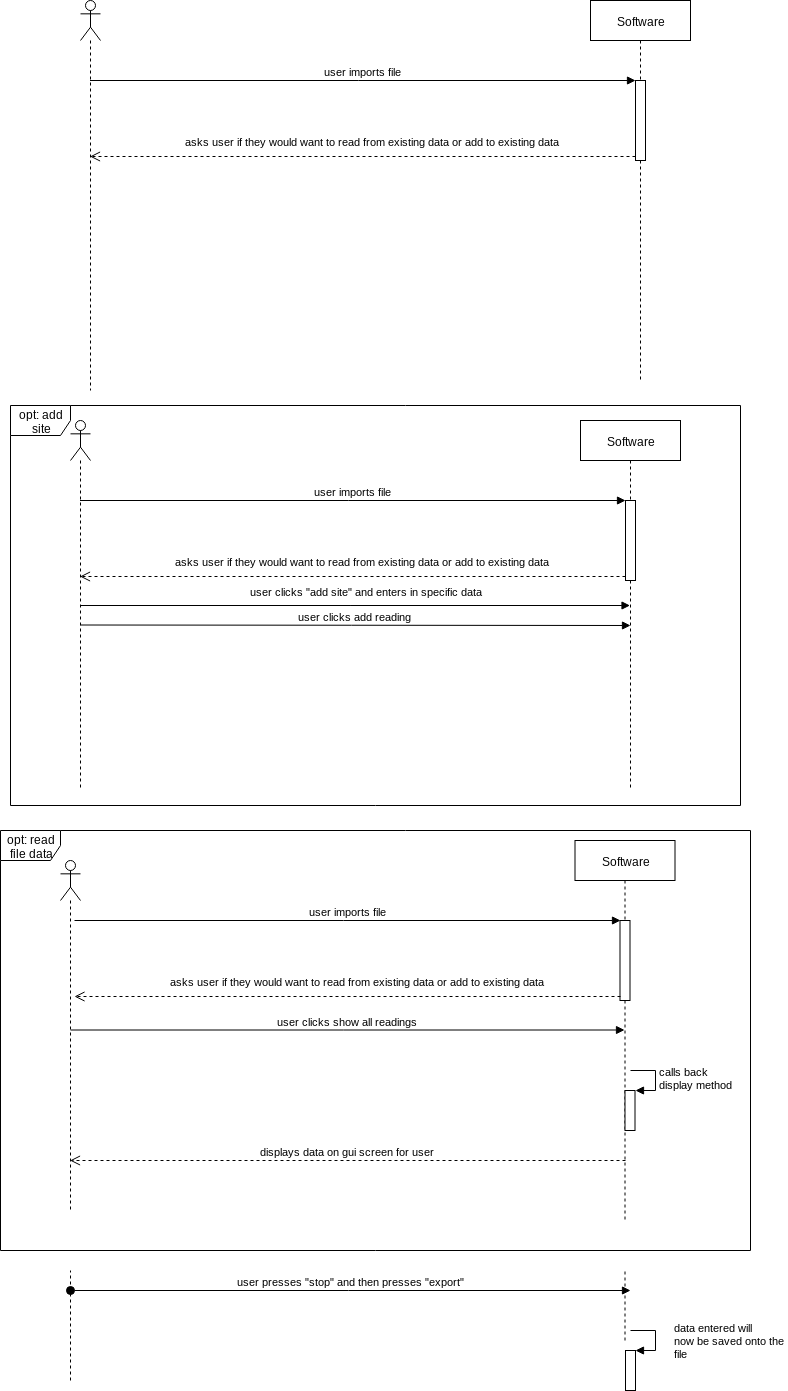 Software
user imports file
asks user if they would want to read from existing data or add to existing data
opt: add
site
Software
user imports file
asks user if they would want to read from existing data or add to existing data
user clicks "add site" and enters in specific data
user clicks add reading
opt: read
file data
Software
user imports file
asks user if they would want to read from existing data or add to existing data
user clicks show all readings
calls back
display method
displays data on gui screen for user
user presses "stop" and then presses "export"
data entered will
now be saved onto the
file